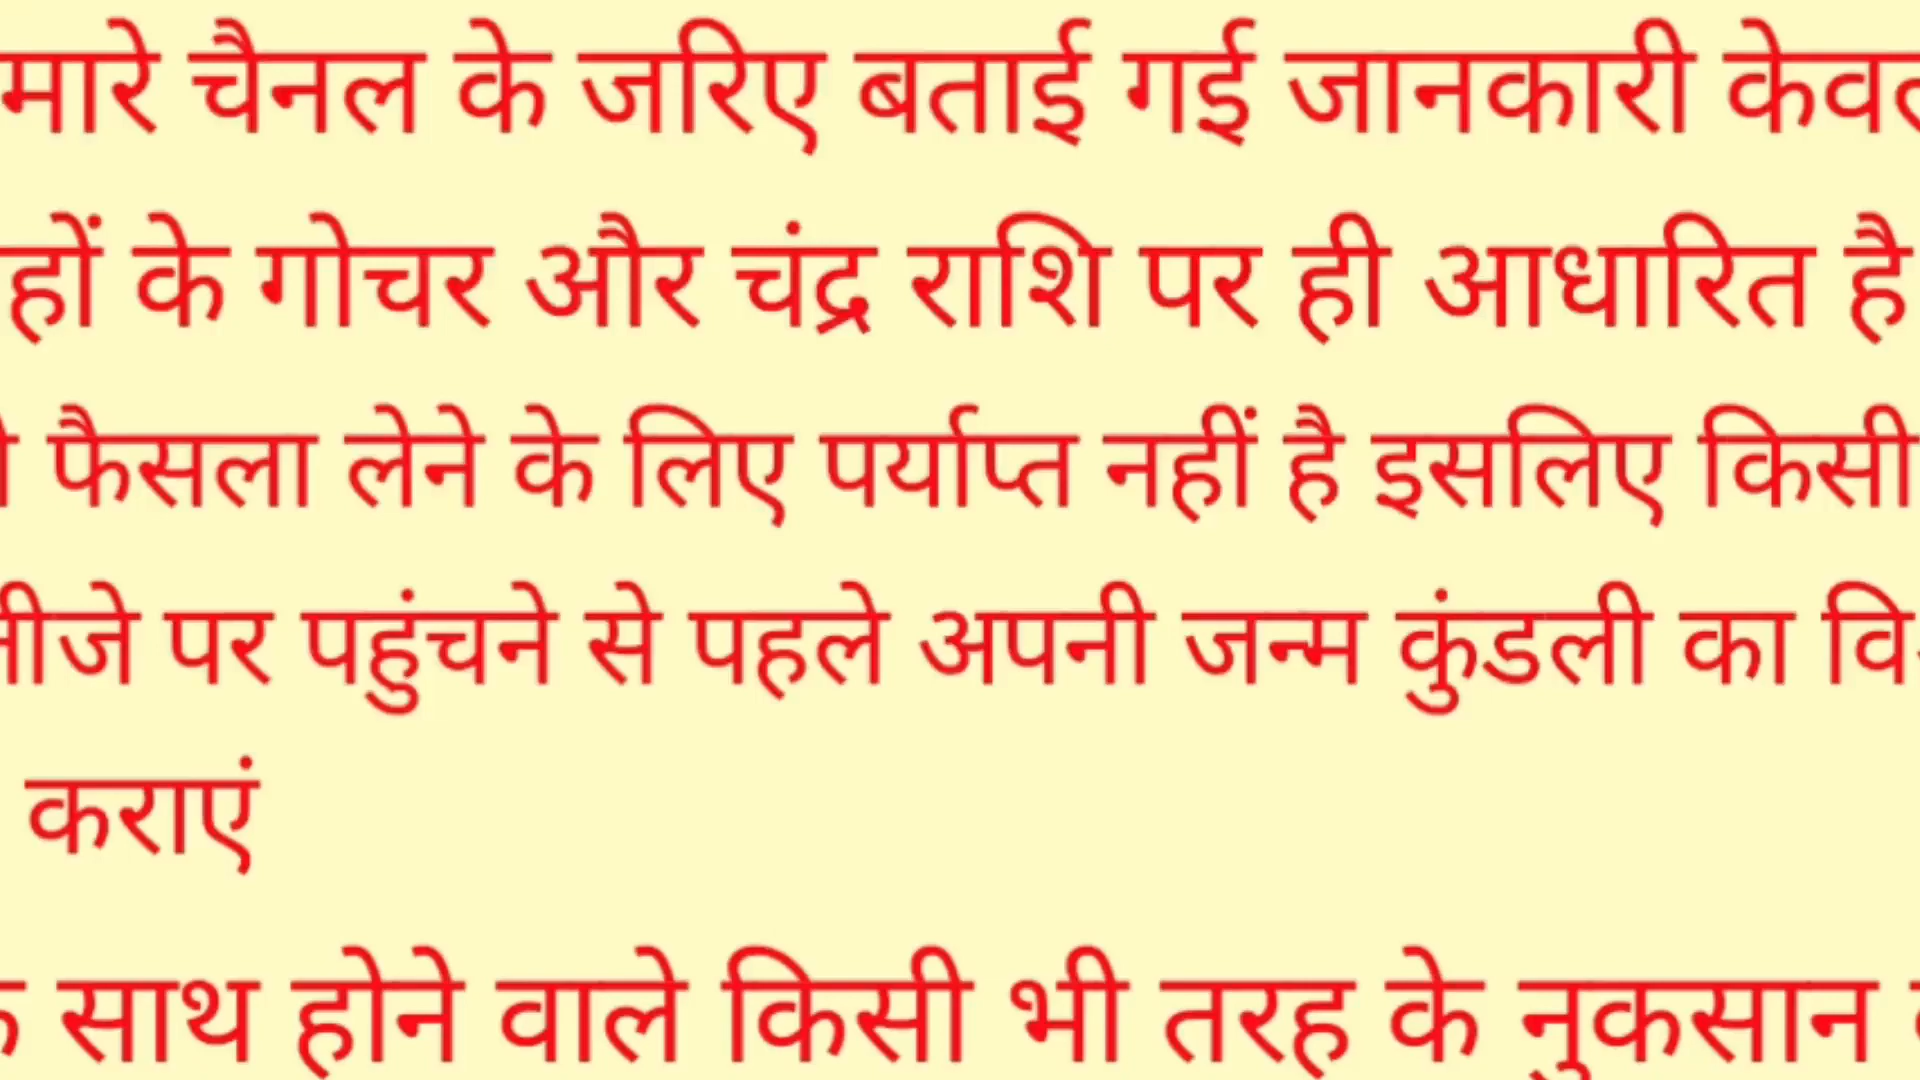 मारे चैनल के जरिए बताई गई जानकारी केवल
हों के गोचर और चंद्र राशि पर ही आधारित है
फैसला लेने के लिए पर्याप्त नहीं है इसलिए किसी
ीजे पर पहुंचने से पहले अपनी जन्म कुंडली का वि
कराएं
साथ होने वाले किसी भी तरह के नुकसान